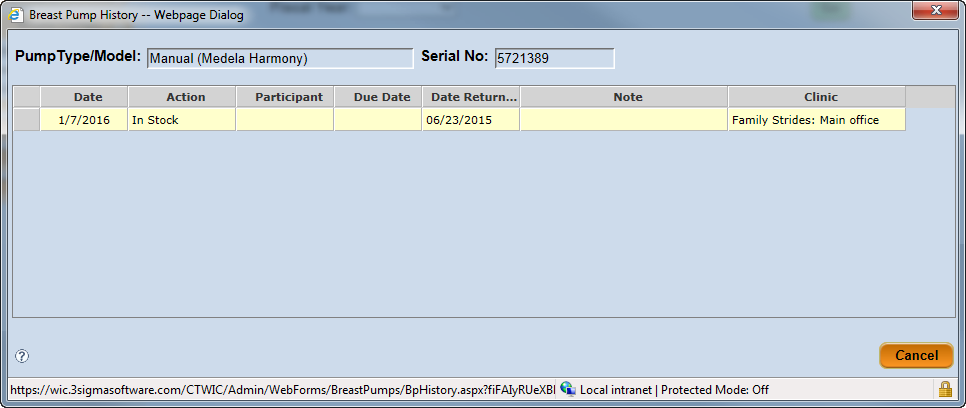 Breast Pump History -- Webpage Dialog
PumpType/Model: Manual (Medela Harmony) Serial No: 5721389
Date Action Participant Due Date Date Return... Note Clinic
1/7/2016 In Stock 06/23/2015 Family Strides: Main office
Cancel
https://wic.3sigmasoftware.com/CTWIC/Admin/WebForms/BreastPumps/BpHistory.aspx?fiFAIyRUeXBl Local intranet | Protected Mode: Off